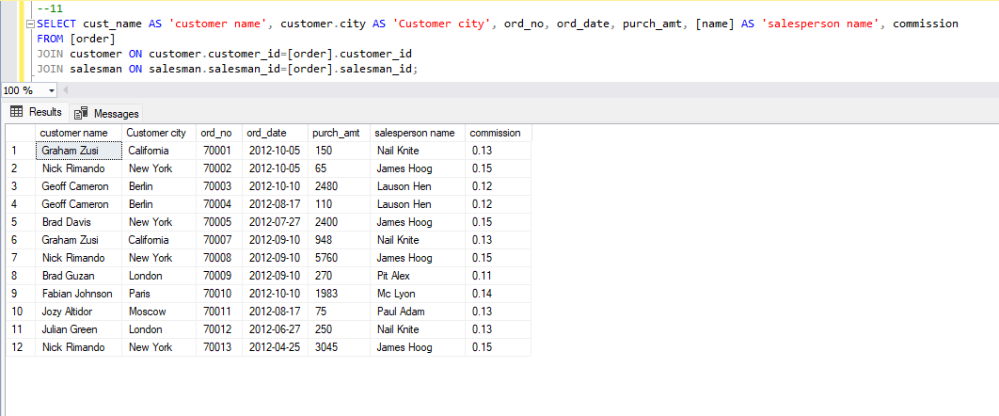 --11
SELECT cust_name AS 'customer name', customer.city AS 'Customer city', ord_no, ord_date, purch_amt, [name] AS 'salesperson name', commission
FROM [order]
JOIN customer ON customer.customer_id=[order].customer_id
JOIN salesman ON salesman.salesman_id=[order].salesman_id;
100 %
Results Messages
customer name Customer city ord_no ord_date purch_amt salesperson name commission
1 Graham Zusi California 70001 2012-10-05 150 Nail Knite 0.13
2 Nick Rimando New York 70002 2012-10-05 65 James Hoog 0.15
3 Geoff Cameron Berlin 70003 2012-10-10 2480 Lauson Hen 0.12
4 Geoff Cameron Berlin 70004 2012-08-17 110 Lauson Hen 0.12
5 Brad Davis New York 70005 2012-07-27 2400 James Hoog 0.15
6 Graham Zusi California 70007 2012-09-10 948 Nail Knite 0.13
7 Nick Rimando New York 70008 2012-09-10 5760 James Hoog 0.15
8 Brad Guzan London 70009 2012-09-10 270 Pit Alex 0.11
9 Fabian Johnson Paris 70010 2012-10-10 1983 Mc Lyon 0.14
10 Jozy Altidor Moscow 70011 2012-08-17 75 Paul Adam 0.13
11 Julian Green London 70012 2012-06-27 250 Nail Knite 0.13
12 Nick Rimando New York 70013 2012-04-25 3045 James Hoog 0.15